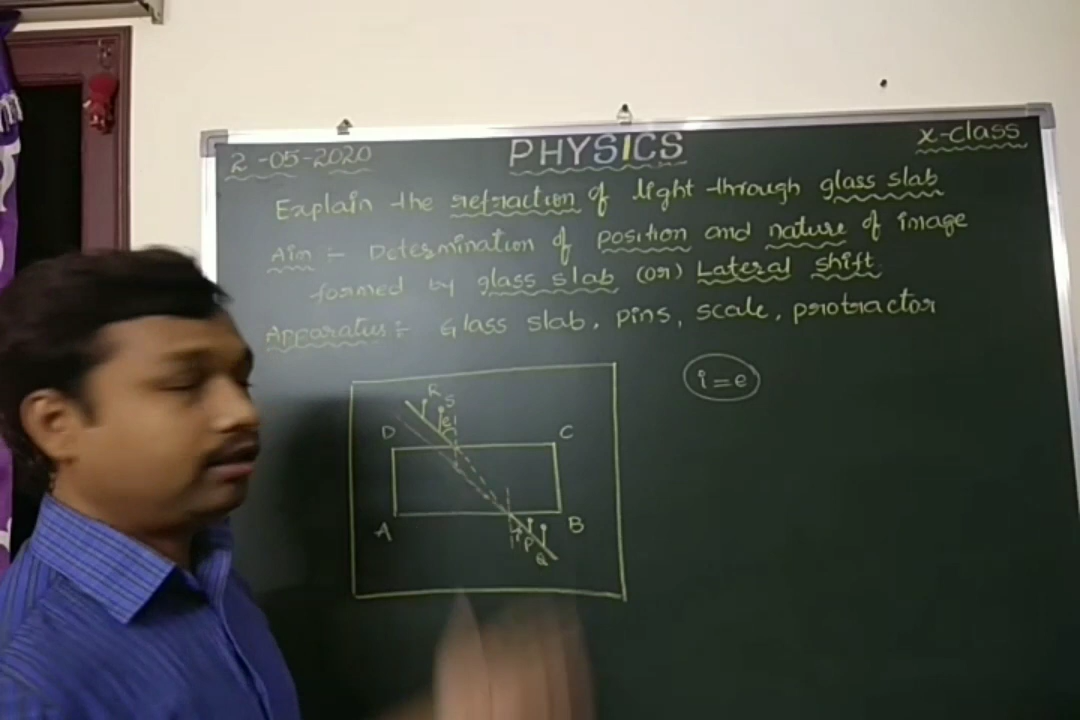 2-05-2020
PHYSICS
X-class
Explain the refraction of light through glass slab
Aim :- Determination of position and nature of image
formed by glass slab (or) Lateral shift
Apparatus :- Glass slab, pins, scale, protractor
i=e
R S
e
D
C
A
B
i P
Q